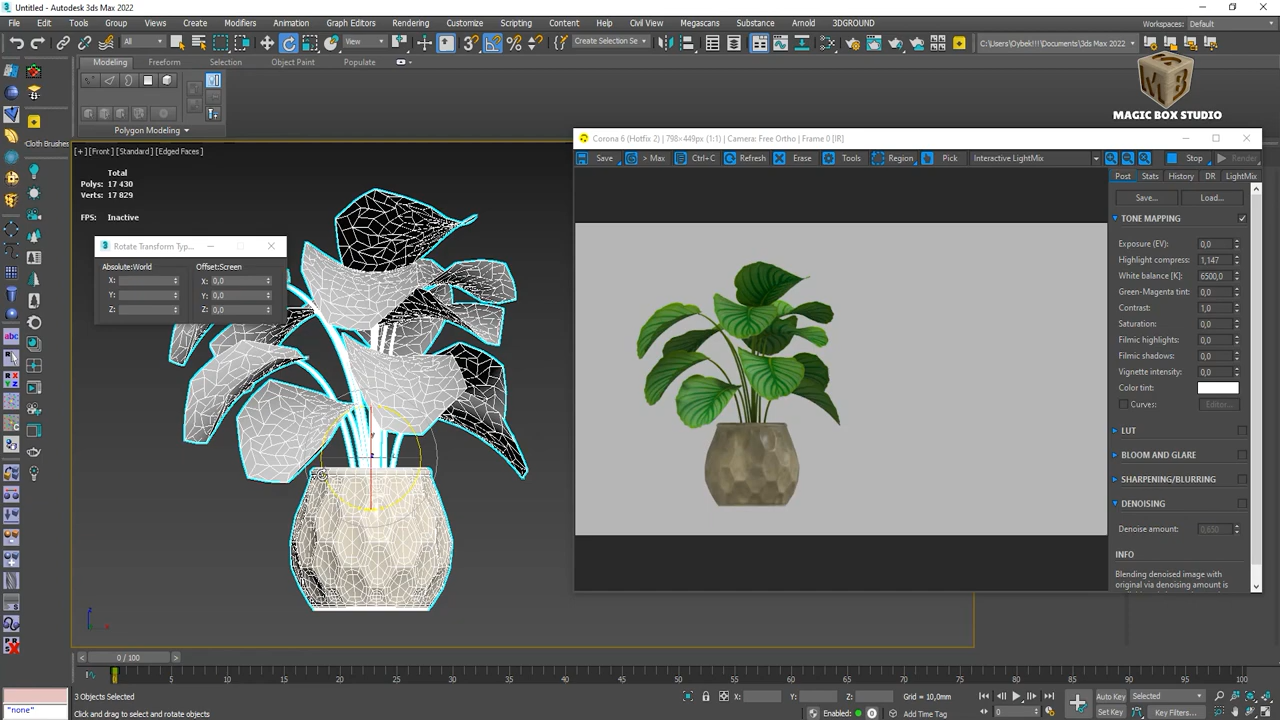 Untitled - Autodesk 3ds Max 2022
File Edit Tools Group Views Create Modifiers Animation Graph Editors Rendering Customize Scripting Content Help Civil View Megascans Substance Arnold 3DGROUND
Workspaces: Default
All
View
Create Selection Se
C:\Users\Oybek!!!\Documents\3ds Max 2022
Modeling Freeform Selection Object Paint Populate
Polygon Modeling
MAGIC BOX STUDIO
Cloth Brushes
[+] [Front] [Standard] [Edged Faces]
Total
Polys: 17 430
Verts: 17 829
FPS: Inactive
Rotate Transform Typ...
Absolute:World Offset:Screen
X: X: 0,0
Y: Y: 0,0
Z: Z: 0,0
abc
Corona 6 (Hotfix 2) | 798×449px (1:1) | Camera: Free Ortho | Frame 0 [IR]
Save > Max Ctrl+C Refresh Erase Tools Region Pick Interactive LightMix Stop Render
Post Stats History DR LightMix
Save... Load...
TONE MAPPING
Exposure (EV): 0,0
Highlight compress: 1,147
White balance [K]: 6500,0
Green-Magenta tint: 0,0
Contrast: 1,0
Saturation: 0,0
Filmic highlights: 0,0
Filmic shadows: 0,0
Vignette intensity: 0,0
Color tint:
Curves: Editor...
LUT
BLOOM AND GLARE
SHARPENING/BLURRING
DENOISING
Denoise amount: 0,650
INFO
Blending denoised image with
original via denoising amount is
0 / 100
0 5 10 15 20 25 30 35 40 45 50 55 60 65 70 75 80 85 90 95 100
3 Objects Selected
X: Y: Z: Grid = 10,0mm
Auto Key Selected
"none"
Click and drag to select and rotate objects
Enabled: Add Time Tag
0
Set Key Key Filters...